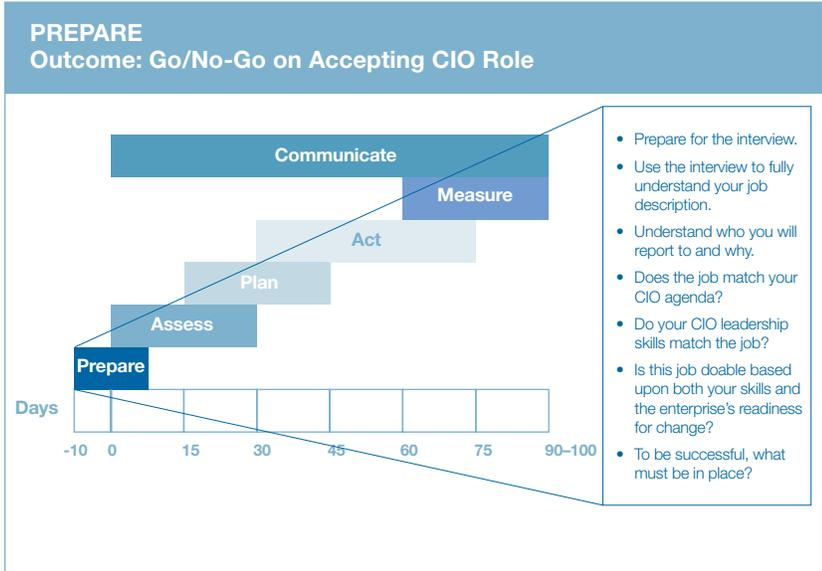 PREPARE
Outcome: Go/No-Go on Accepting CIO Role
Communicate
Measure
Act
Plan
Assess
Prepare
Days
-10 0 15 30 45 60 75 90–100
• Prepare for the interview.
• Use the interview to fully
understand your job
description.
• Understand who you will
report to and why.
• Does the job match your
CIO agenda?
• Do your CIO leadership
skills match the job?
• Is this job doable based
upon both your skills and
the enterprise’s readiness
for change?
• To be successful, what
must be in place?